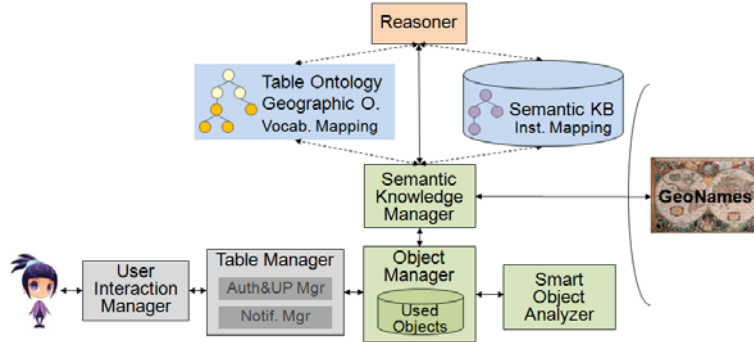 Reasoner
Table Ontology
Geographic O.
Vocab. Mapping
Semantic KB
Inst. Mapping
Semantic
Knowledge
Manager
GeoNames
User
Interaction
Manager
Table Manager
Auth&UP Mgr
Notif. Mgr
Object
Manager
Used
Objects
Smart
Object
Analyzer